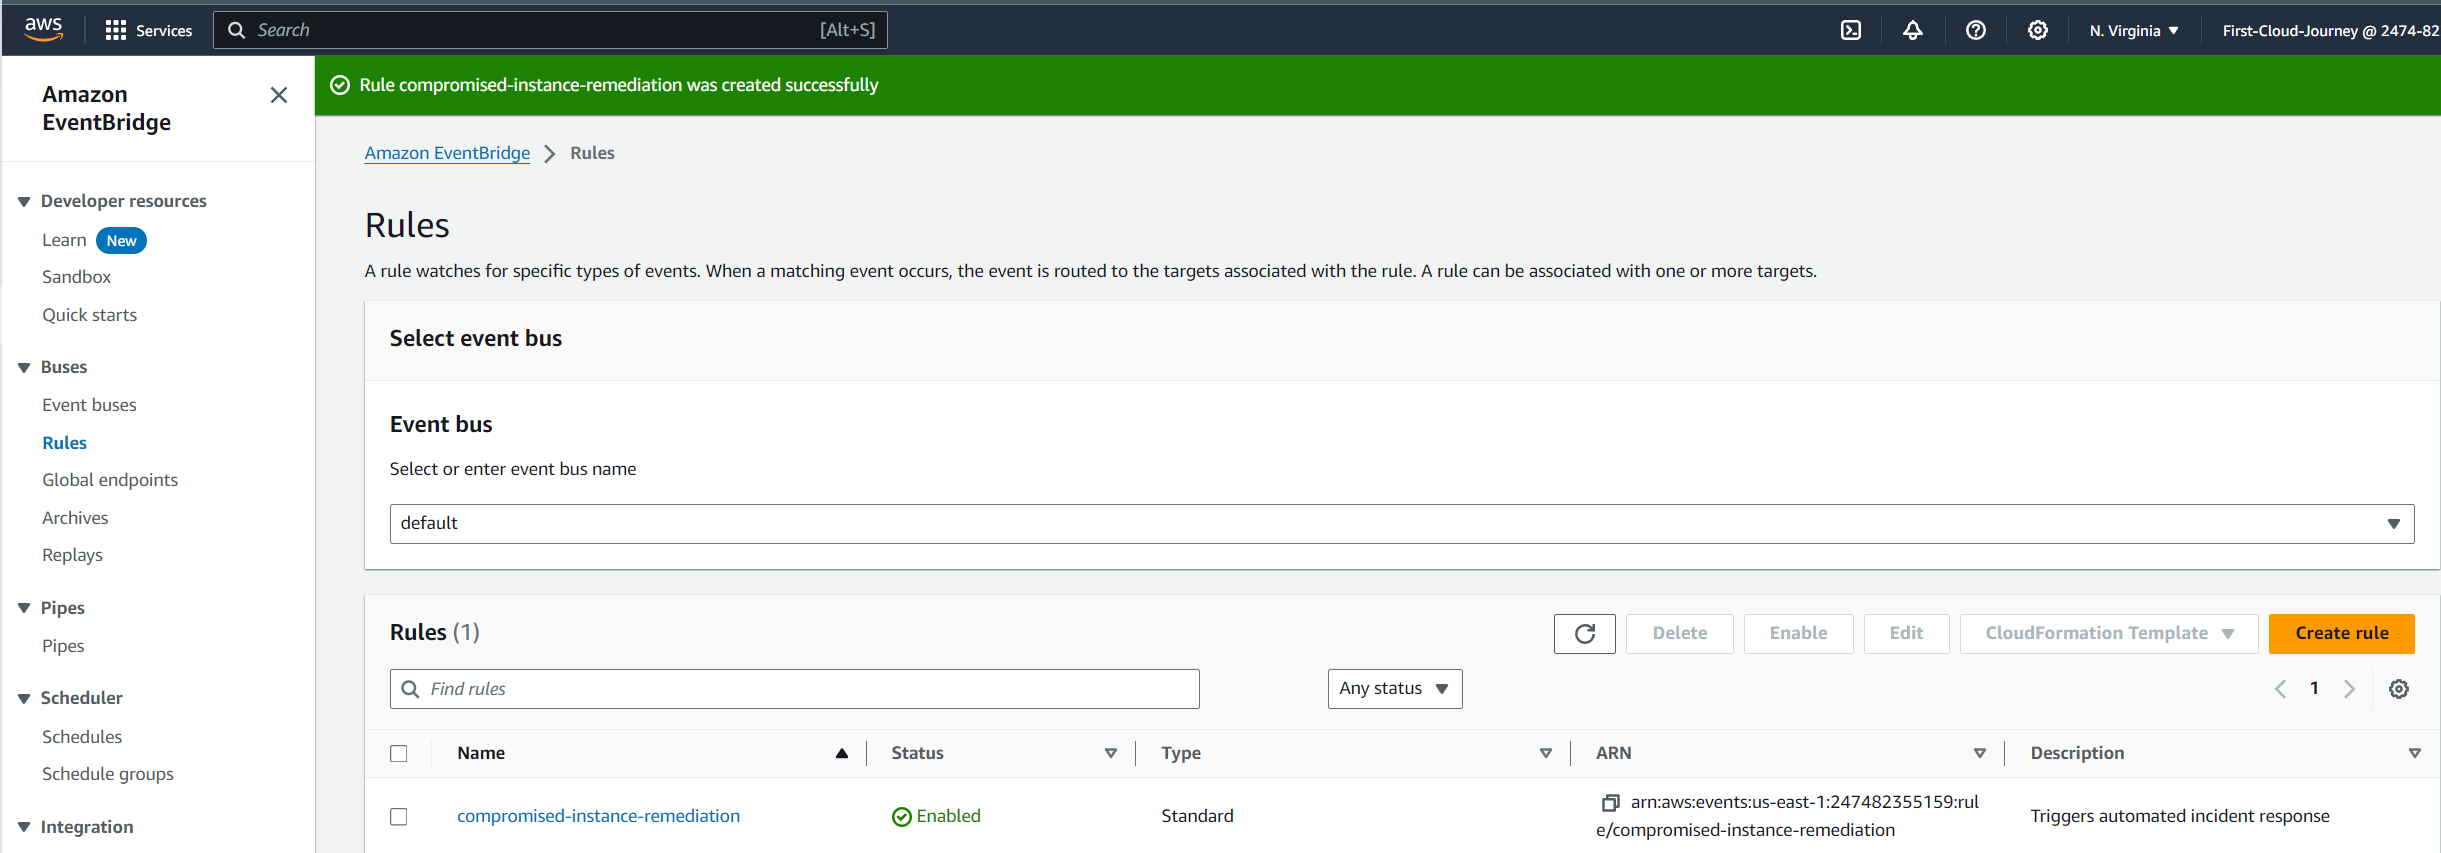 aws
Services
Search
[Alt+S]
N. Virginia
First-Cloud-Journey @ 2474-82
Amazon
EventBridge
Developer resources
Learn New
Sandbox
Quick starts
Buses
Event buses
Rules
Global endpoints
Archives
Replays
Pipes
Pipes
Scheduler
Schedules
Schedule groups
Integration
Rule compromised-instance-remediation was created successfully
Amazon EventBridge > Rules
Rules
A rule watches for specific types of events. When a matching event occurs, the event is routed to the targets associated with the rule. A rule can be associated with one or more targets.
Select event bus
Event bus
Select or enter event bus name
default
Rules (1)
Delete
Enable
Edit
CloudFormation Template
Create rule
Find rules
Any status
1
Name
Status
Type
ARN
Description
compromised-instance-remediation
Enabled
Standard
arn:aws:events:us-east-1:247482355159:rul
e/compromised-instance-remediation
Triggers automated incident response